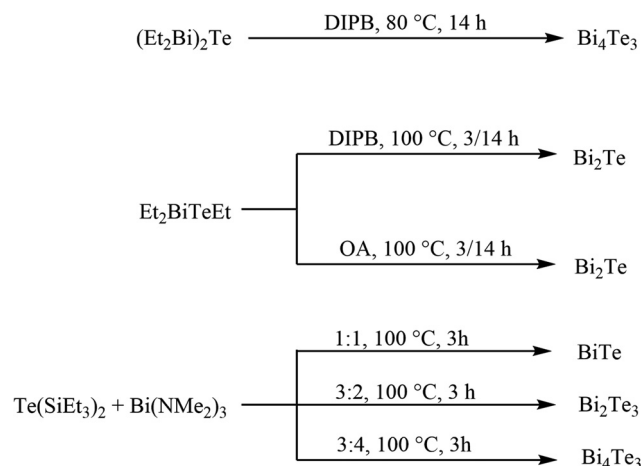 (Et₂Bi)₂Te DIPB, 80 °C, 14 h Bi₄Te₃
DIPB, 100 °C, 3/14 h Bi₂Te
Et₂BiTeEt
OA, 100 °C, 3/14 h Bi₂Te
1:1, 100 °C, 3h BiTe
Te(SiEt₃)₂ + Bi(NMe₂)₃ 3:2, 100 °C, 3 h Bi₂Te₃
3:4, 100 °C, 3h Bi₄Te₃